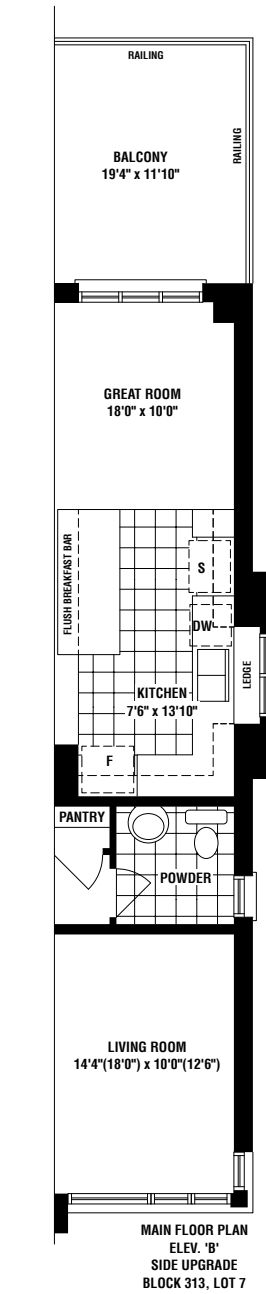 RAILING
RAILING
BALCONY
19'4" x 11'10"
GREAT ROOM
18'0" x 10'0"
FLUSH BREAKFAST BAR
S
DW
LEDGE
KITCHEN
7'6" x 13'10"
F
PANTRY
POWDER
LIVING ROOM
14'4"(18'0") x 10'0"(12'6")
MAIN FLOOR PLAN
ELEV. 'B'
SIDE UPGRADE
BLOCK 313, LOT 7